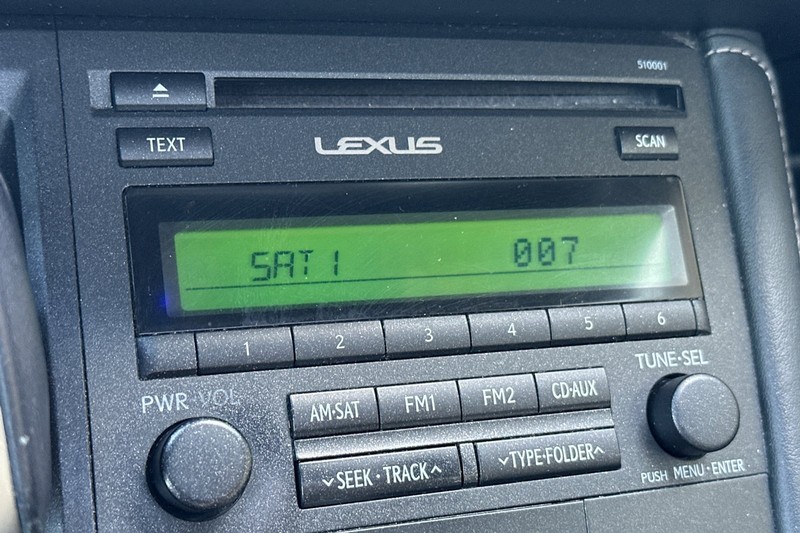 510001
TEXT LEXUS SCAN
SAT1 007
1 2 3 4 5 6
TUNE·SEL
PWR·VOL AM·SAT FM1 FM2 CD·AUX
SEEK·TRACK TYPE·FOLDER
PUSH MENU·ENTER